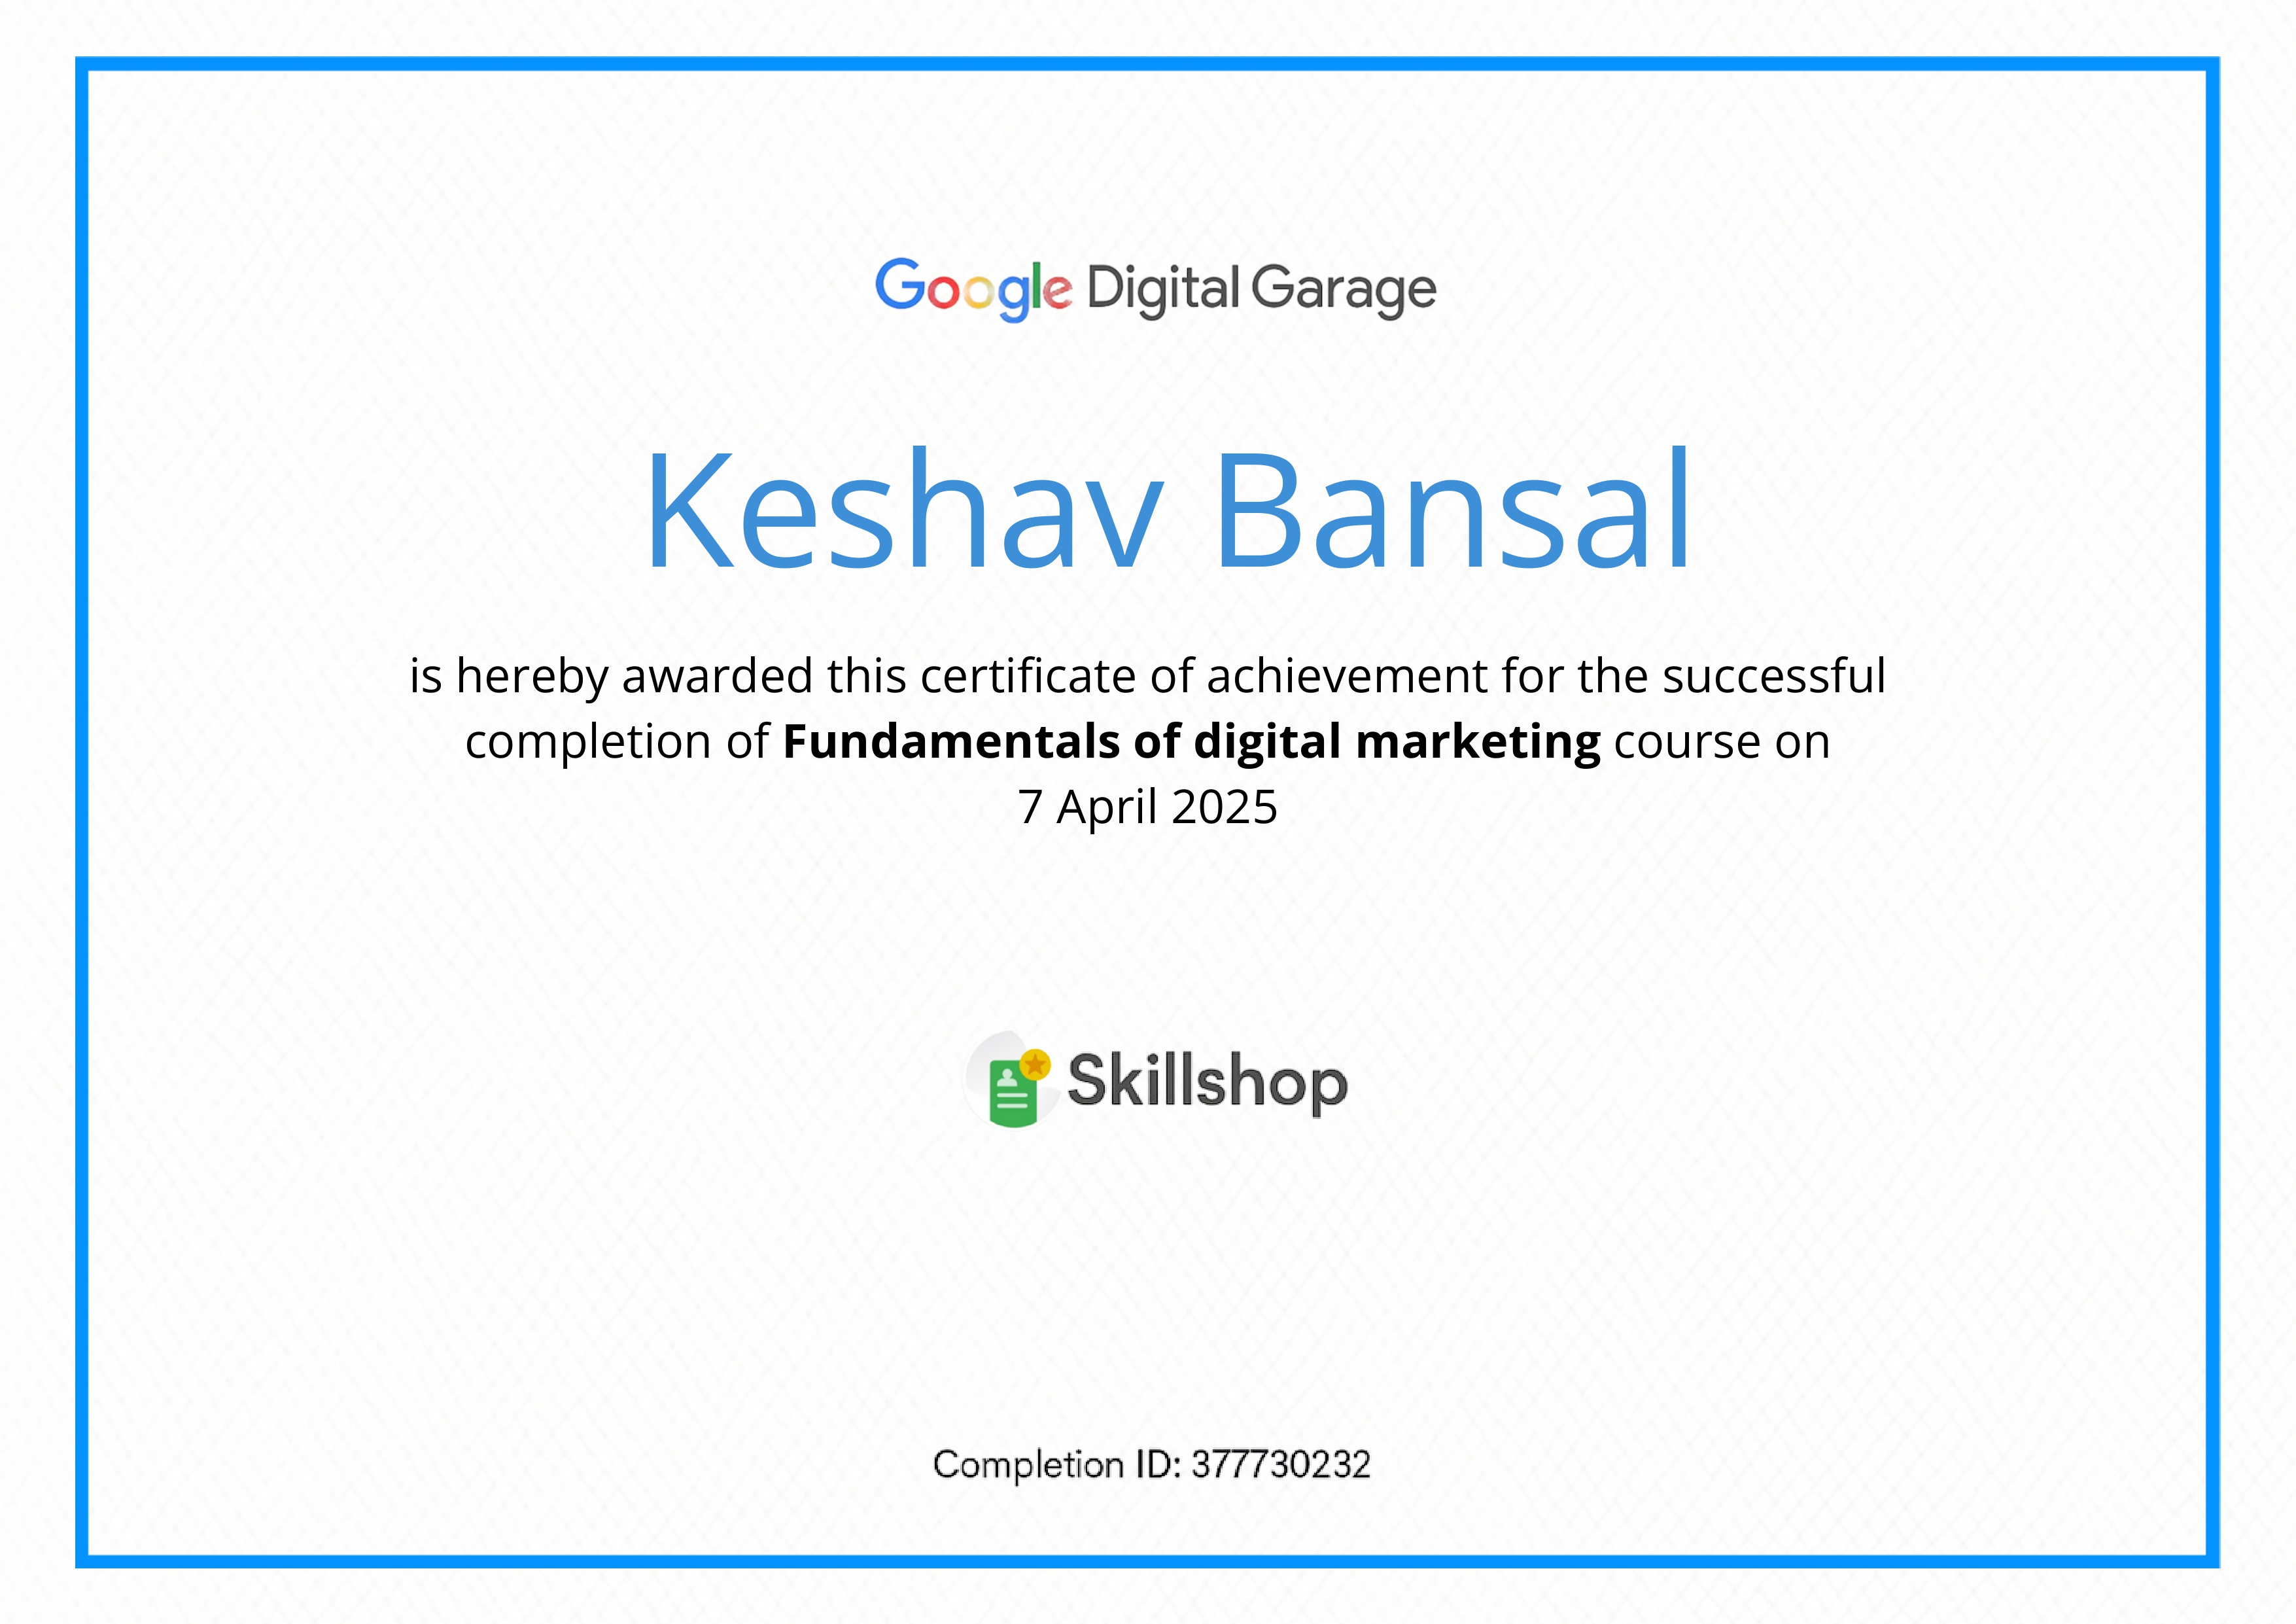 Google Digital Garage
Keshav Bansal
is hereby awarded this certificate of achievement for the successful
completion of Fundamentals of digital marketing course on
7 April 2025
Skillshop
Completion ID: 377730232